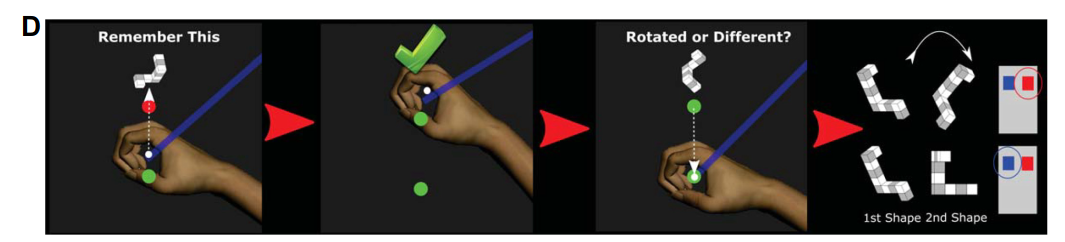 D
Remember This
Rotated or Different?
1st Shape 2nd Shape